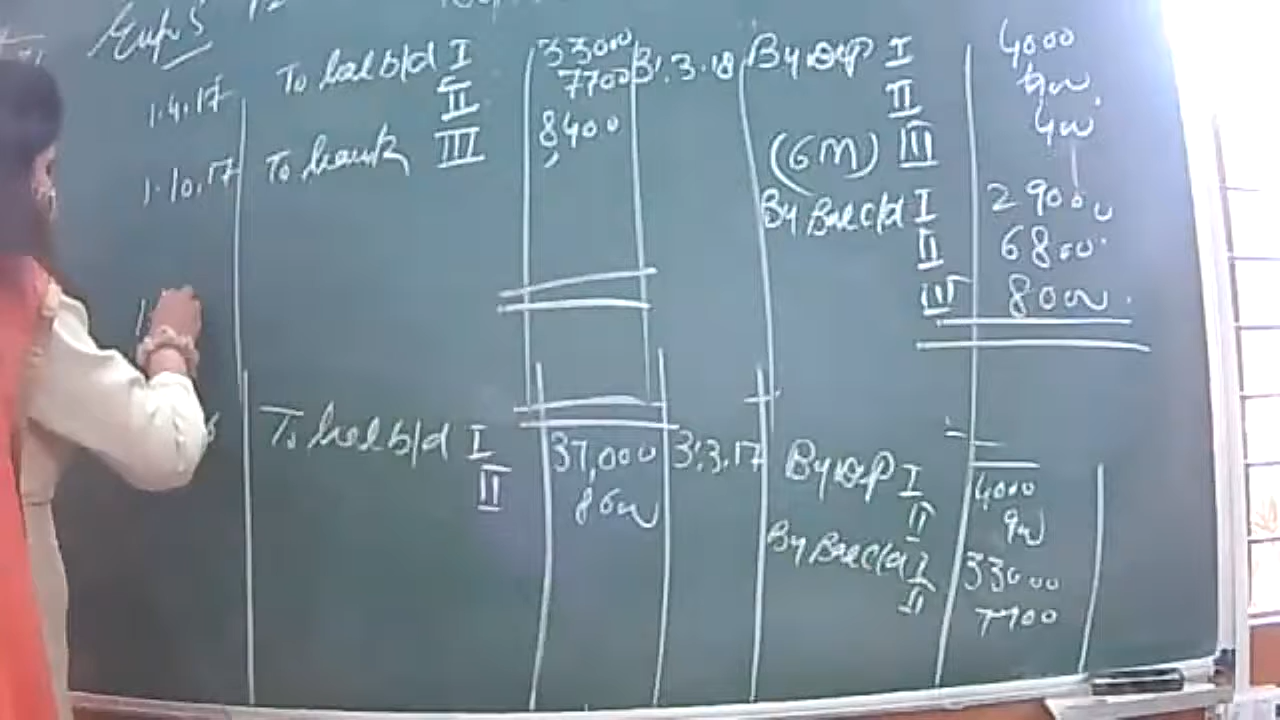 1.4.17 To bal b/d I 33000 31.3.18 By Dep I 4000
II 7700 II 900
1.10.17 To bank III 8400 (6M) III 400
By Bal c/d I 29000
II 6800
III 8000
To bal b/d I 37,000 31.3.17 By Dep I 4000
II 8600 II 900
By Bal c/d I 33000
II 7700